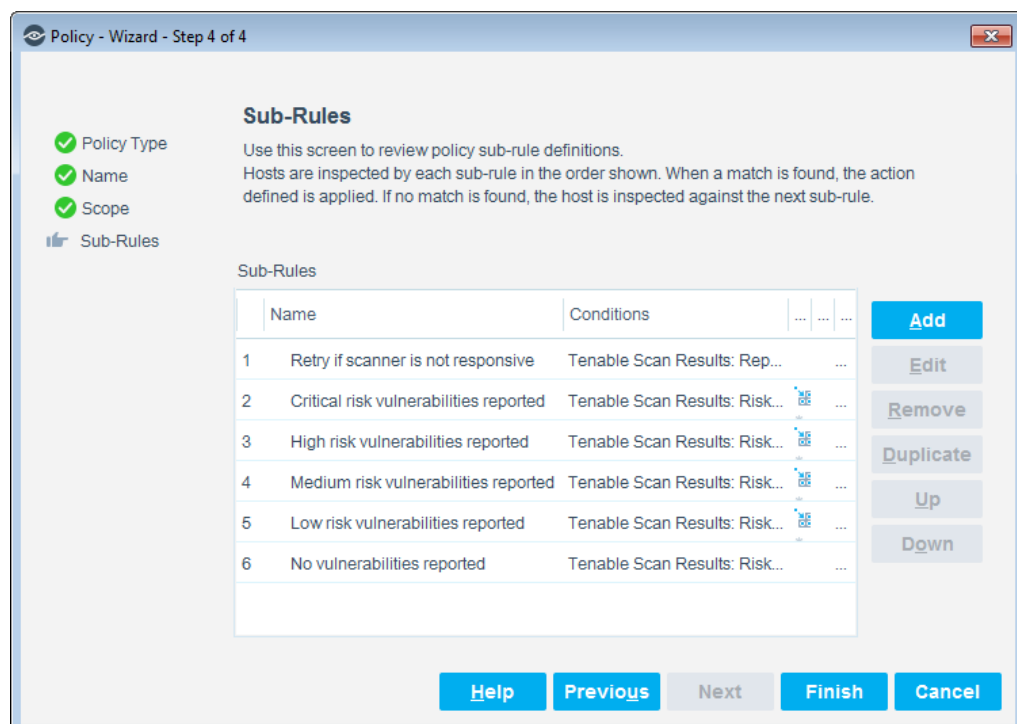 Policy - Wizard - Step 4 of 4
Policy Type
Name
Scope
Sub-Rules
Sub-Rules
Use this screen to review policy sub-rule definitions.
Hosts are inspected by each sub-rule in the order shown. When a match is found, the action
defined is applied. If no match is found, the host is inspected against the next sub-rule.
Sub-Rules
Name Conditions ... ... ...
1 Retry if scanner is not responsive Tenable Scan Results: Rep... ...
2 Critical risk vulnerabilities reported Tenable Scan Results: Risk... ...
3 High risk vulnerabilities reported Tenable Scan Results: Risk... ...
4 Medium risk vulnerabilities reported Tenable Scan Results: Risk... ...
5 Low risk vulnerabilities reported Tenable Scan Results: Risk... ...
6 No vulnerabilities reported Tenable Scan Results: Risk... ...
Add
Edit
Remove
Duplicate
Up
Down
Help Previous Next Finish Cancel